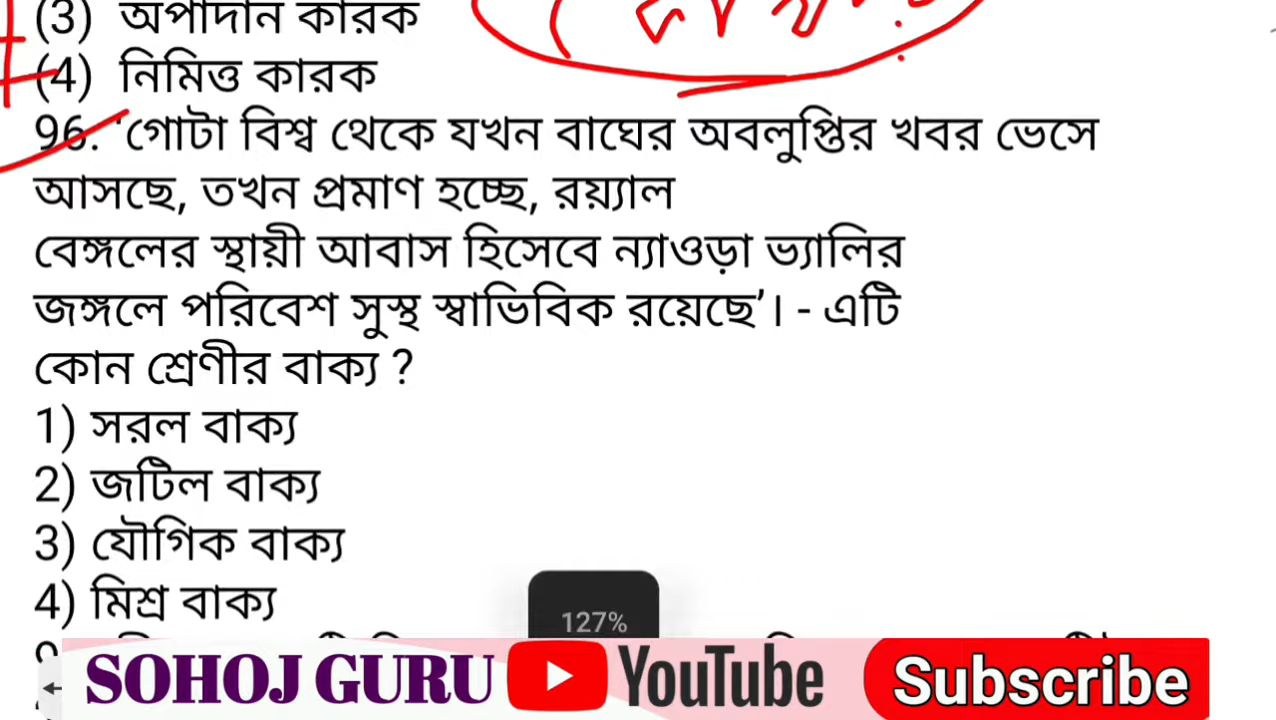 (3) অপাদান কারক
(4) নিমিত্ত কারক
96. 'গোটা বিশ্ব থেকে যখন বাঘের অবলুপ্তির খবর ভেসে
আসছে, তখন প্রমাণ হচ্ছে, রয়্যাল
বেঙ্গলের স্থায়ী আবাস হিসেবে ন্যাওড়া ভ্যালির
জঙ্গলে পরিবেশ সুস্থ স্বাভিবিক রয়েছে’। - এটি
কোন শ্রেণীর বাক্য ?
1) সরল বাক্য
2) জটিল বাক্য
3) যৌগিক বাক্য
4) মিশ্র বাক্য
127%
SOHOJ GURU YouTube Subscribe